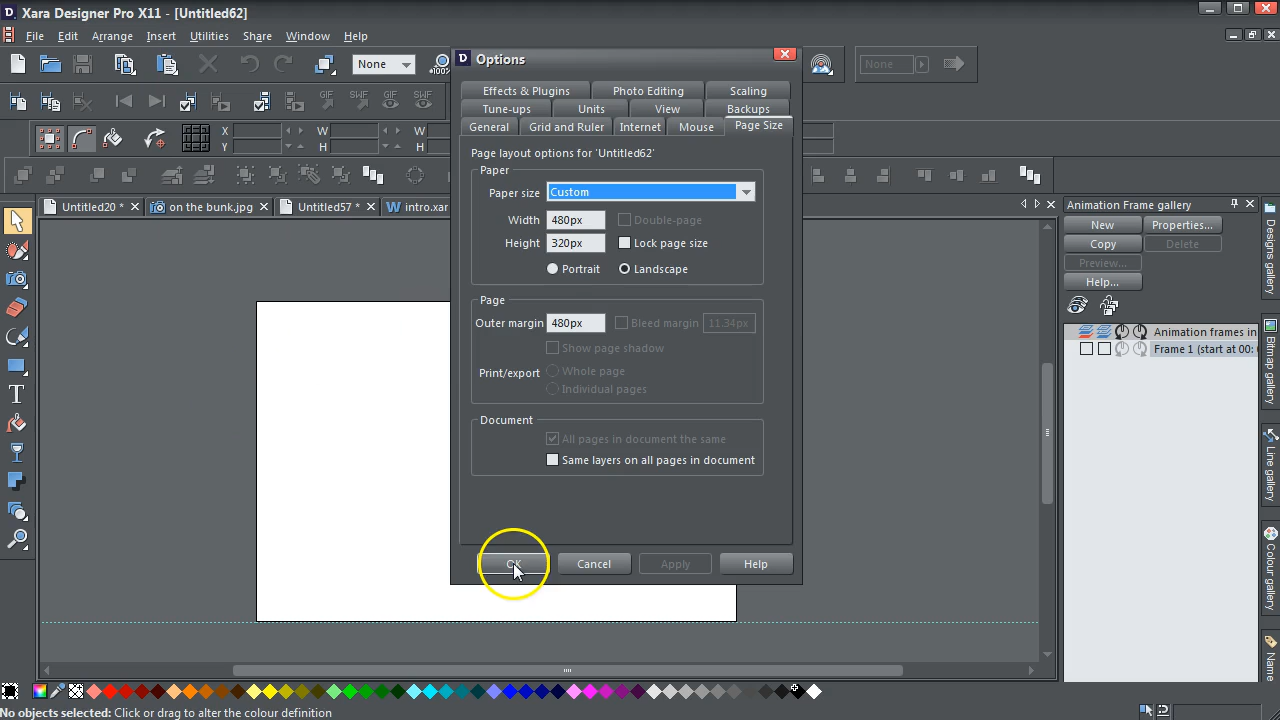 Xara Designer Pro X11 - [Untitled62]
File Edit Arrange Insert Utilities Share Window Help
None
100%
None
GIF SWF GIF SWF
X W W
Y H H
Untitled20 *
on the bunk.jpg
Untitled57 *
intro.xar
Options
Effects & Plugins Photo Editing Scaling
Tune-ups Units View Backups
General Grid and Ruler Internet Mouse Page Size
Page layout options for 'Untitled62'
Paper
Paper size Custom
Width 480px Double-page
Height 320px Lock page size
Portrait Landscape
Page
Outer margin 480px Bleed margin 11.34px
Show page shadow
Print/export Whole page
Individual pages
Document
All pages in document the same
Same layers on all pages in document
OK Cancel Apply Help
Animation Frame gallery
New Properties...
Copy Delete
Preview...
Help...
Animation frames in
Frame 1 (start at 00:
Designs gallery
Bitmap gallery
Line gallery
Colour gallery
Name
No objects selected: Click or drag to alter the colour definition